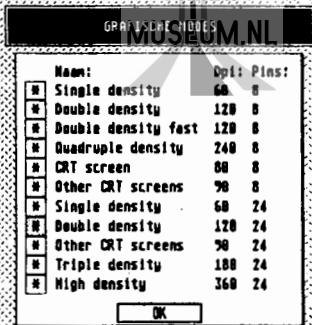 GRAFISCHE MODES
MUSEUM.NL
Naam: Dpi: Pins:
* Single density 60 8
* Double density 120 8
* Double density fast 120 8
* Quadruple density 240 8
* CRT screen 80 8
* Other CRT screens 90 8
* Single density 60 24
* Double density 120 24
* Other CRT screens 90 24
* Triple density 180 24
* High density 360 24
OK